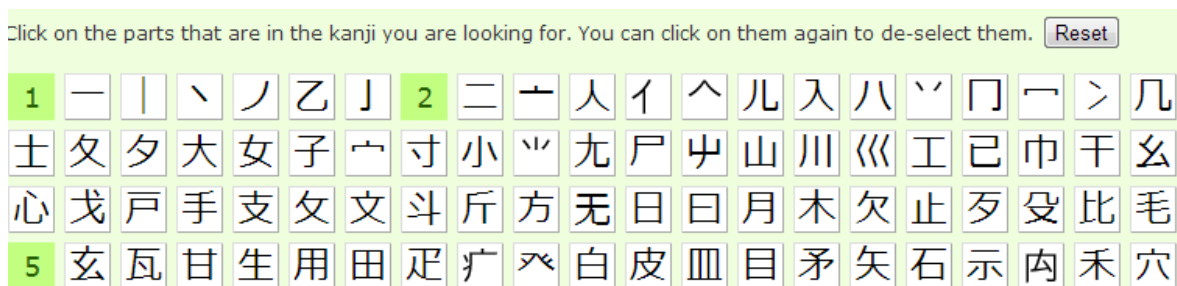 Click on the parts that are in the kanji you are looking for. You can click on them again to de-select them. Reset
1 一 ｜ 丶 ノ 乙 亅 2 二 亠 人 亻 𠆢 儿 入 八 丷 冂 冖 冫 几
士 夂 夕 大 女 子 宀 寸 小 ⺌ 尢 尸 屮 山 川 巛 工 已 巾 干 幺
心 戈 戸 手 支 攵 文 斗 斤 方 无 日 曰 月 木 欠 止 歹 殳 比 毛
5 玄 瓦 甘 生 用 田 疋 疒 癶 白 皮 皿 目 矛 矢 石 示 禸 禾 穴